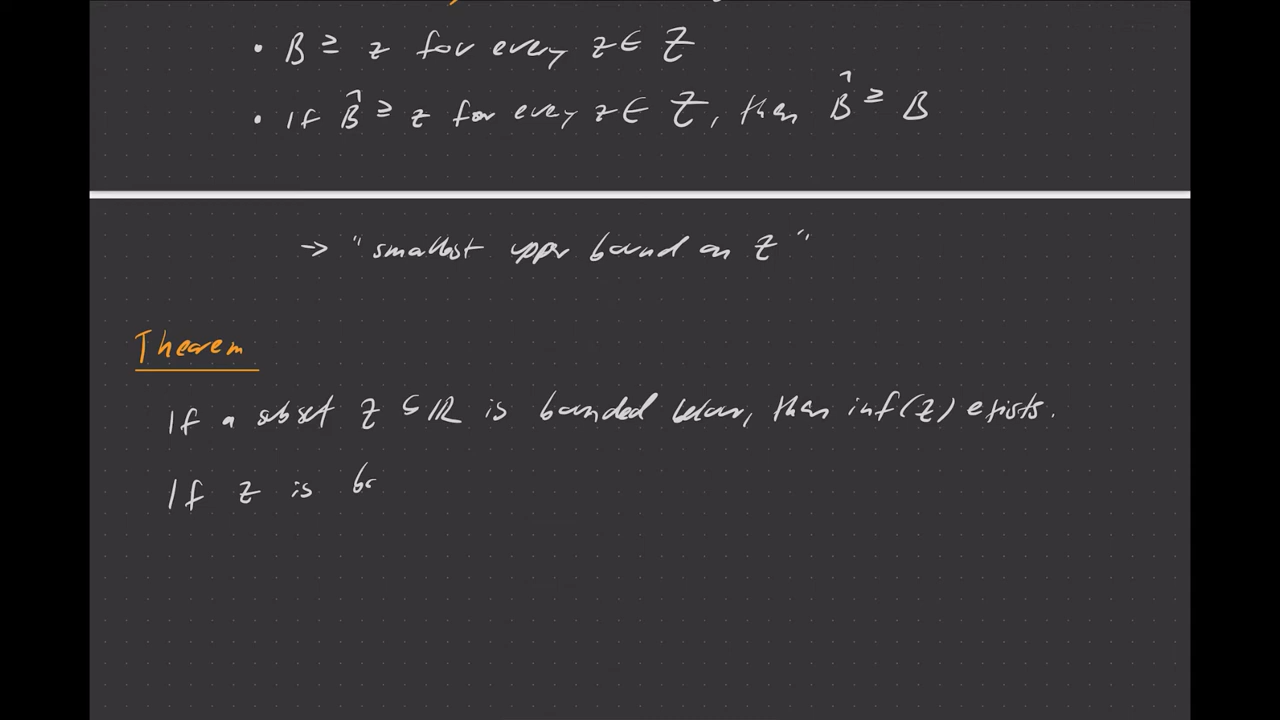 • B ≥ z for every z ∈ Z
• If B̂ ≥ z for every z ∈ Z, then B̂ ≥ B
→ "smallest upper bound on Z"
Theorem
If a subset Z ⊆ ℝ is bounded below, then inf(Z) exists.
If Z is bo